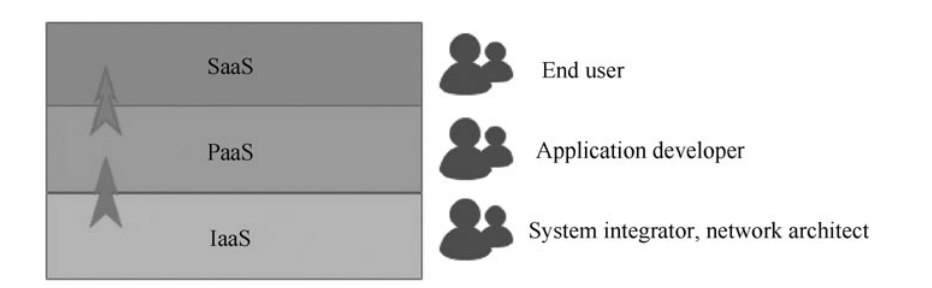 SaaS
End user
PaaS
Application developer
IaaS
System integrator, network architect